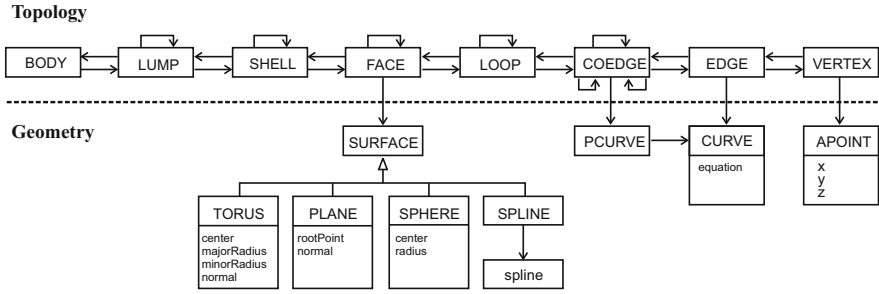 Topology
BODY LUMP SHELL FACE LOOP COEDGE EDGE VERTEX
Geometry
SURFACE PCURVE CURVE APOINT
equation
x
y
z
TORUS PLANE SPHERE SPLINE
center rootPoint center
majorRadius normal radius
minorRadius
normal
spline